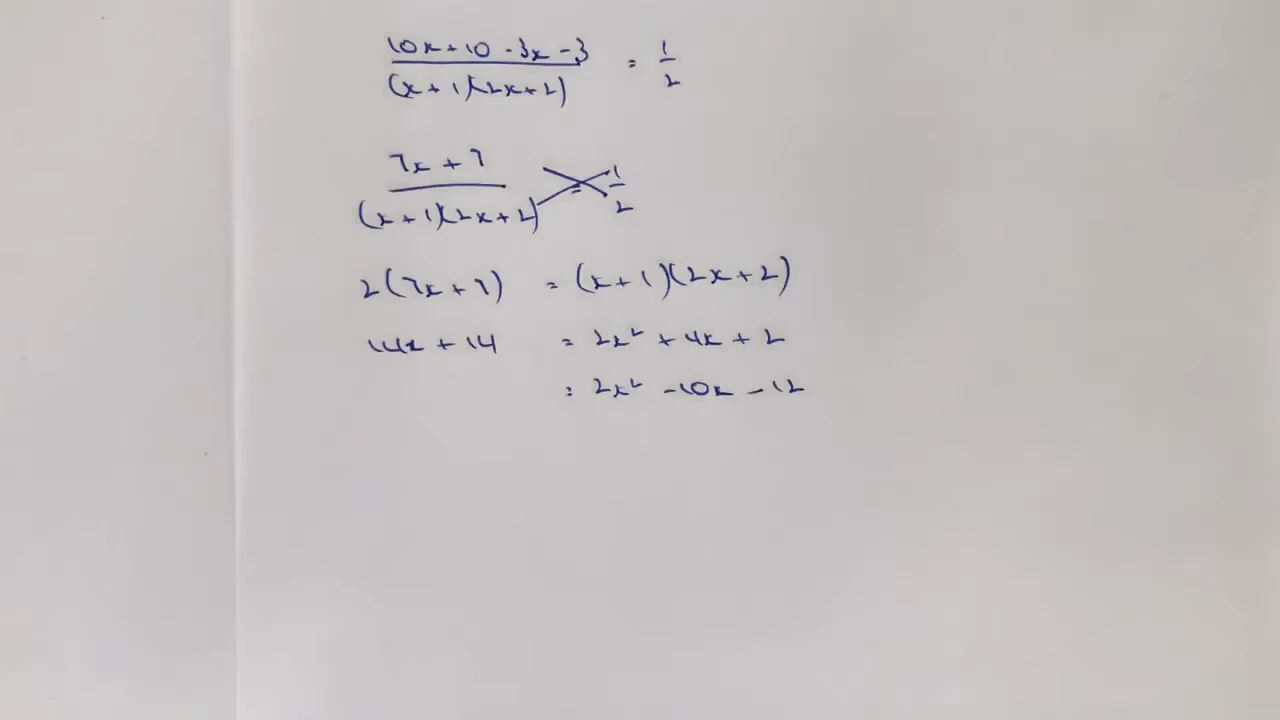 (10x + 10 - 3x - 3)/((x + 1)(2x + 2)) = 1/2
(7x + 7)/((x + 1)(2x + 2)) = 1/2
2(7x + 7) = (x + 1)(2x + 2)
14x + 14 = 2x² + 4x + 2
= 2x² - 10x - 12